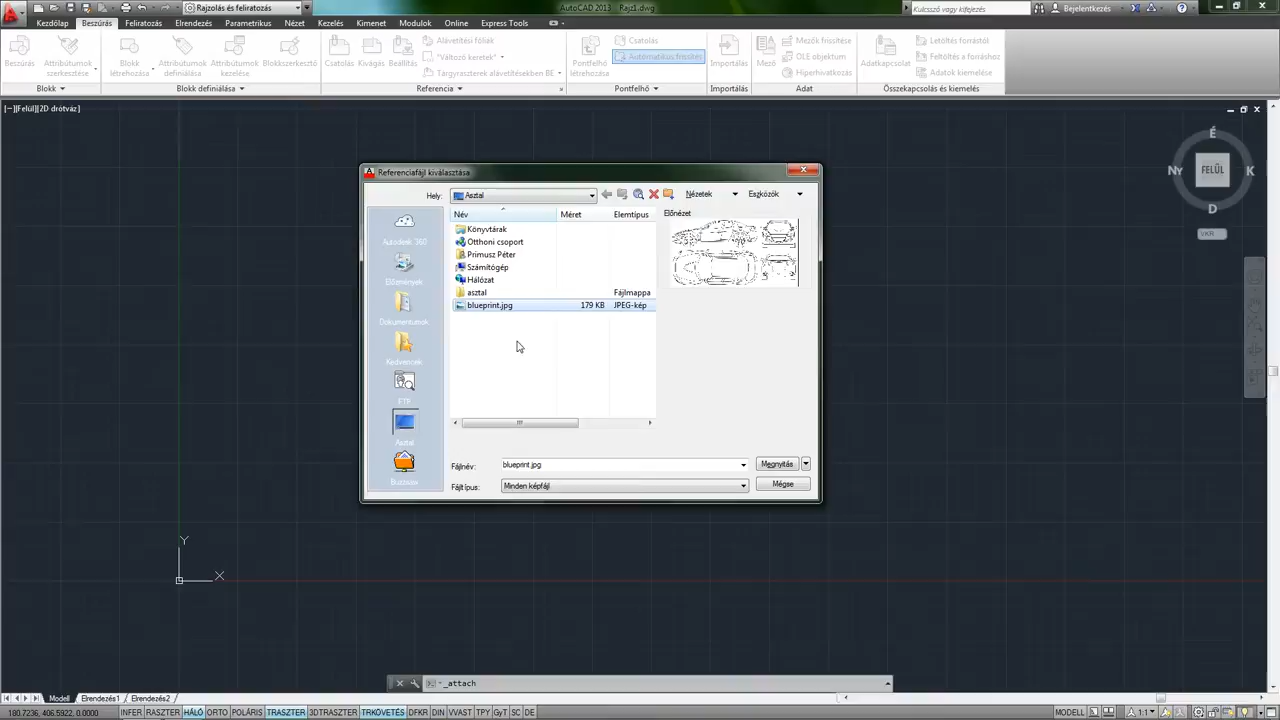 Rajzolás és feliratozás
AutoCAD 2013 Rajz1.dwg
Kulcsszó vagy kifejezés
Bejelentkezés
Kezdőlap Beszúrás Feliratozás Elrendezés Parametrikus Nézet Kezelés Kimenet Modulok Online Express Tools
Beszúrás
Attribútumok szerkesztése
Blokk létrehozása
Attribútumok definiálása
Attribútumok kezelése
Blokkszerkesztő
Csatolás
Kivágás
Beállítás
Alávetítési fóliák
*Változó keretek*
Tárgyraszterek alávetítésekben BE
Portfelhő létrehozása
Csatolás
Automatikus frissítés
Importálás
Mező
Mezők frissítése
OLE objektum
Hiperhivatkozás
Adatkapcsolat
Letöltés forrástól
Feltöltés a forráshoz
Adatok kiemelése
Blokk Blokk definiálása Referencia Portfelhő Importálás Adat Összekapcsolás és kiemelés
[−][Felül][2D drótváz]
É
NY FELÜL K
D
VKR
Referenciafájl kiválasztása
Hely: Asztal Nézetek Eszközök
Név Méret Elemtípus Előnézet
Könyvtárak
Otthoni csoport
Primusz Péter
Számítógép
Hálózat
asztal Fájlmappa
blueprint.jpg 179 KB JPEG-kép
Autodesk 360
Előzmények
Dokumentumok
Kedvencek
FTP
Asztal
Buzzsaw
Fájlnév: blueprint.jpg Megnyitás
Fájltípus: Minden képfájl Mégse
Y
X
_attach
Modell Elrendezés1 Elrendezés2
180.7236, 406.5922, 0.0000 INFER RASZTER HÁLÓ ORTO POLÁRIS TRASZTER 3DTRASZTER TRKÖVETÉS DFKR DIN VVAST TPY GyT SC DE MODELL 1:1